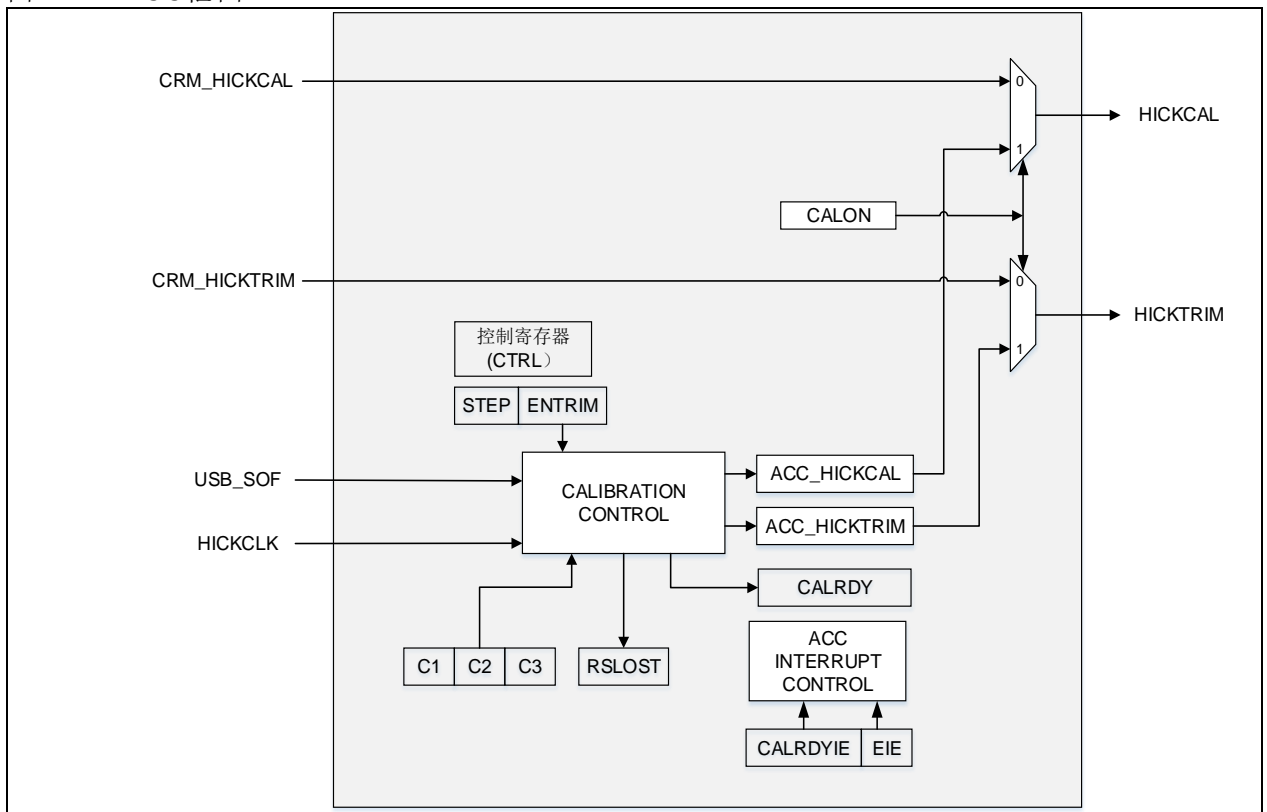 CRM_HICKCAL
0
HICKCAL
1
CALON
CRM_HICKTRIM
0
HICKTRIM
控制寄存器
(CTRL）
1
STEP ENTRIM
USB_SOF
CALIBRATION
CONTROL
ACC_HICKCAL
ACC_HICKTRIM
HICKCLK
CALRDY
C1 C2 C3
RSLOST
ACC
INTERRUPT
CONTROL
CALRDYIE EIE